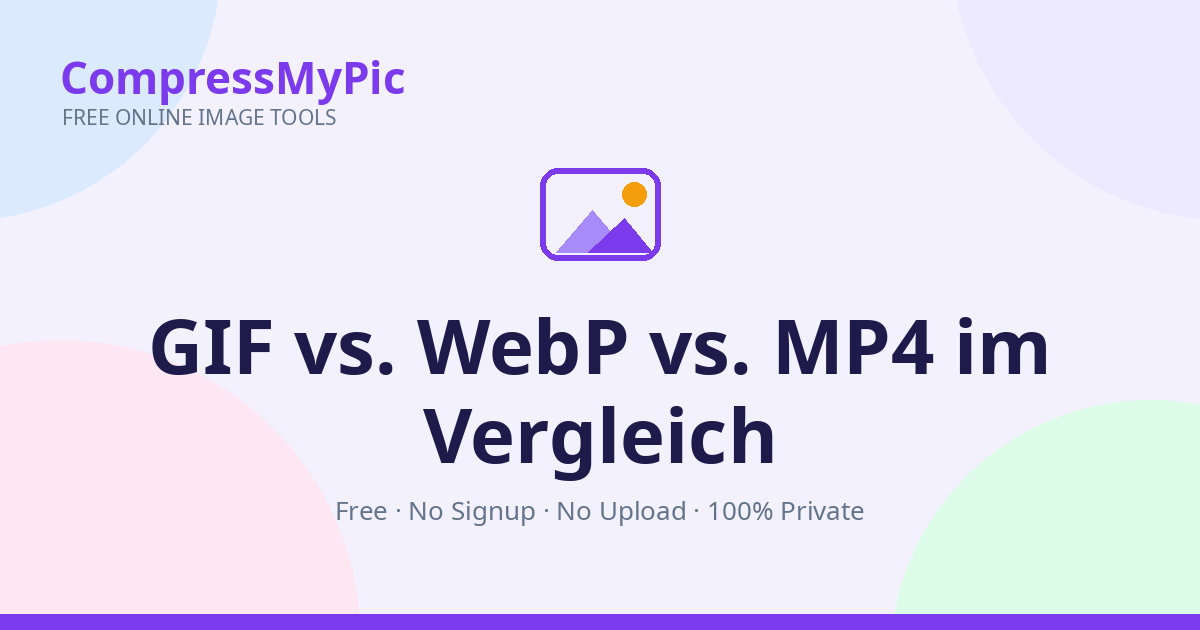 CompressMyPic
FREE ONLINE IMAGE TOOLS
GIF vs. WebP vs. MP4 im
Vergleich
Free · No Signup · No Upload · 100% Private